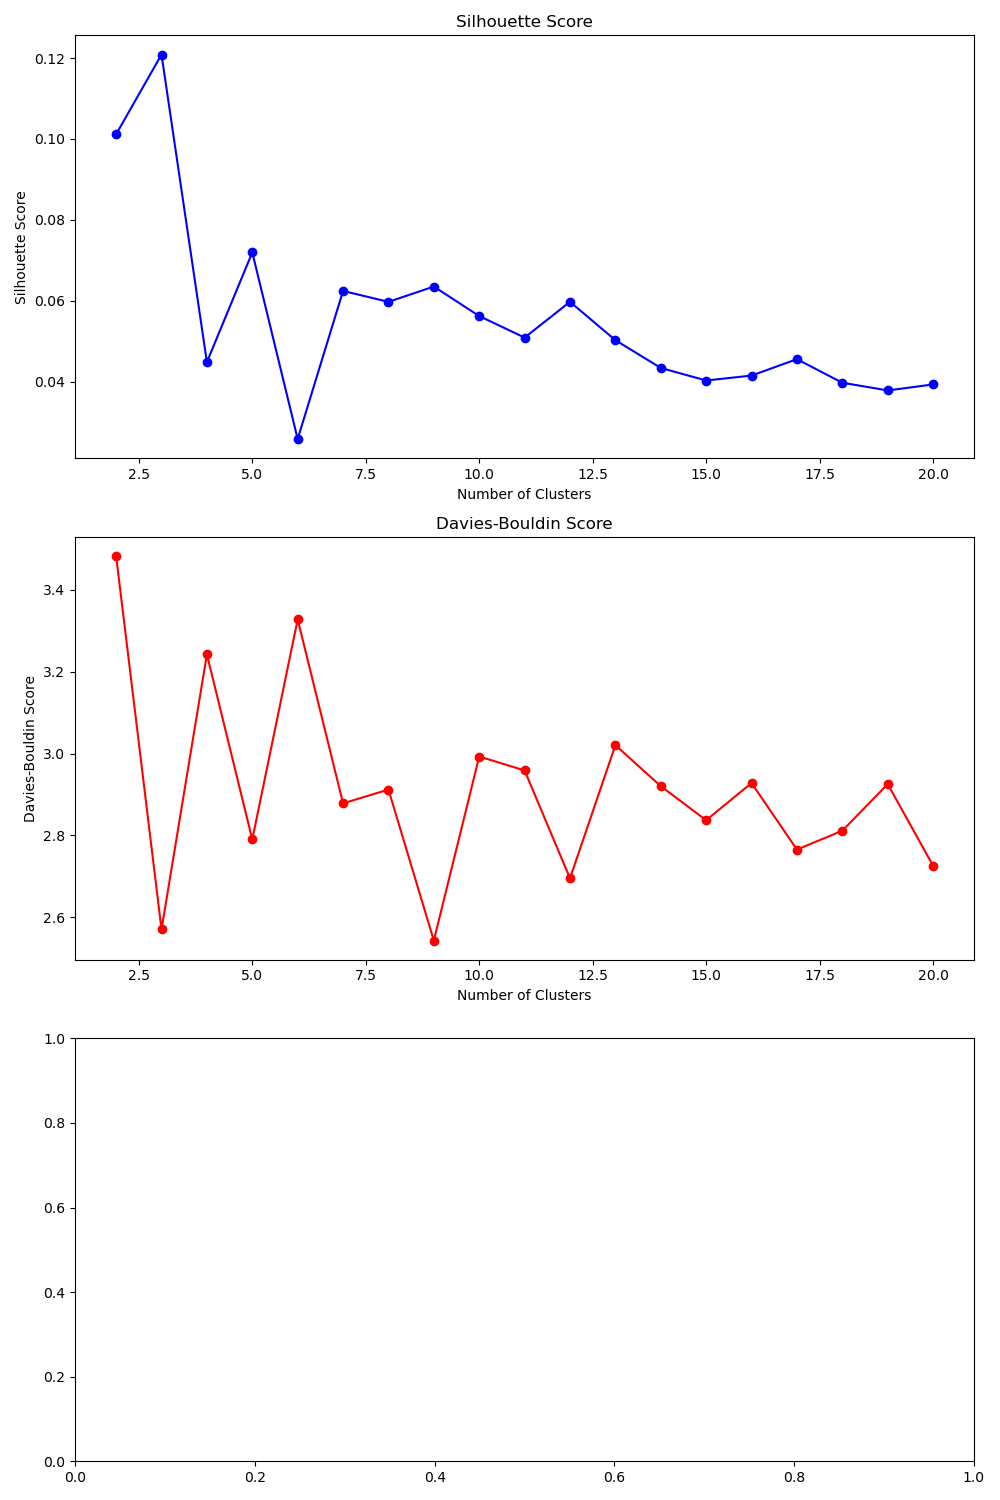 Silhouette Score
Silhouette Score
0.12
0.10
0.08
0.06
0.04
2.5 5.0 7.5 10.0 12.5 15.0 17.5 20.0
Number of Clusters
Davies-Bouldin Score
Davies-Bouldin Score
3.4
3.2
3.0
2.8
2.6
2.5 5.0 7.5 10.0 12.5 15.0 17.5 20.0
Number of Clusters
1.0
0.8
0.6
0.4
0.2
0.0
0.0 0.2 0.4 0.6 0.8 1.0